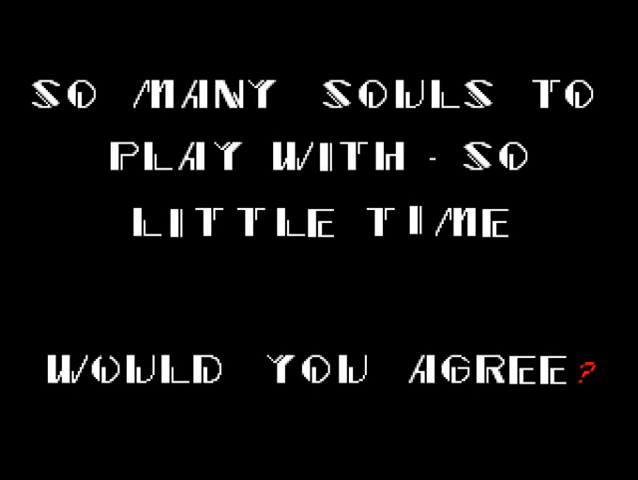 SO MANY SOULS TO
PLAY WITH - SO
LITTLE TIME
WOULD YOU AGREE?